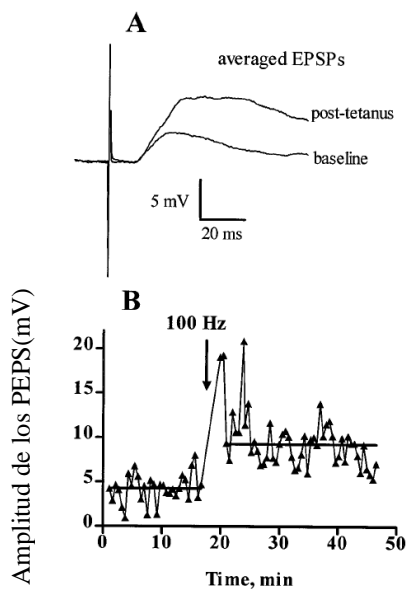 A
averaged EPSPs
post-tetanus
baseline
5 mV
20 ms
B
100 Hz
Amplitud de los PEPS(mV)
20
15
10
5
0
0 10 20 30 40 50
Time, min